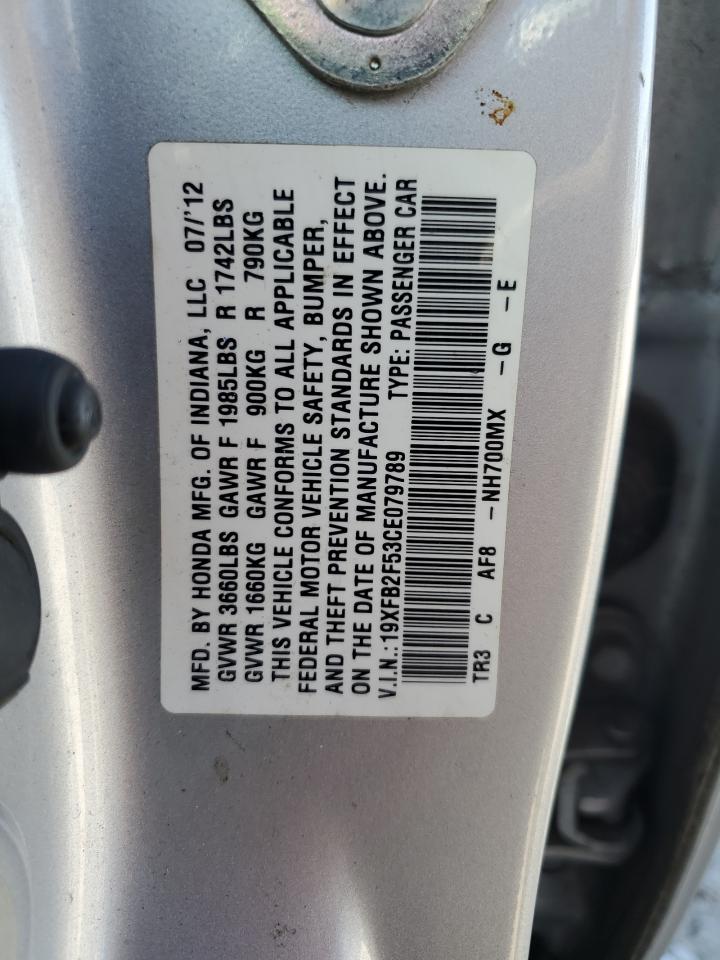 MFD. BY HONDA MFG. OF INDIANA, LLC 07/'12
GVWR 3660LBS GAWR F 1985LBS R 1742LBS
GVWR 1660KG GAWR F 900KG R 790KG
THIS VEHICLE CONFORMS TO ALL APPLICABLE
FEDERAL MOTOR VEHICLE SAFETY, BUMPER,
AND THEFT PREVENTION STANDARDS IN EFFECT
ON THE DATE OF MANUFACTURE SHOWN ABOVE.
V.I.N.: 19XFB2F53CE079789 TYPE: PASSENGER CAR
TR3 C AF8 -NH700MX -G -E